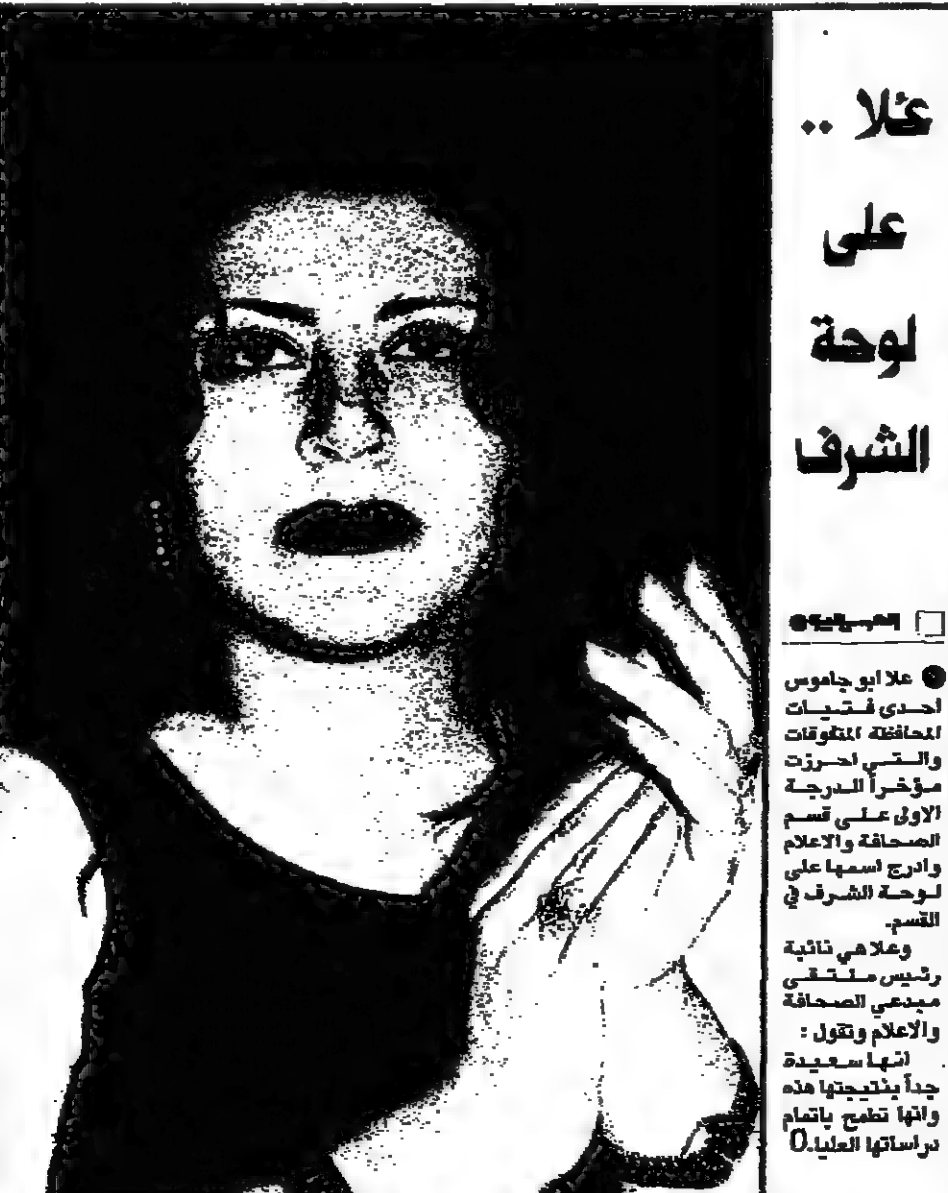 علا ..
على
لوحة
الشرف
علا ابو جاموس
احدى فتيات
المحافظة المتفوقات
والتي احرزت
مؤخراً الدرجة
الاولى على قسم
الصحافة والاعلام
وادرج اسمها على
لوحة الشرف في
القسم.
وعلا هي نائبة
رئيس ملتقى
مبدعي الصحافة
والاعلام وتقول :
انها سعيدة
جداً بنتيجتها هذه
وانها تطمح باتمام
دراساتها العليا.